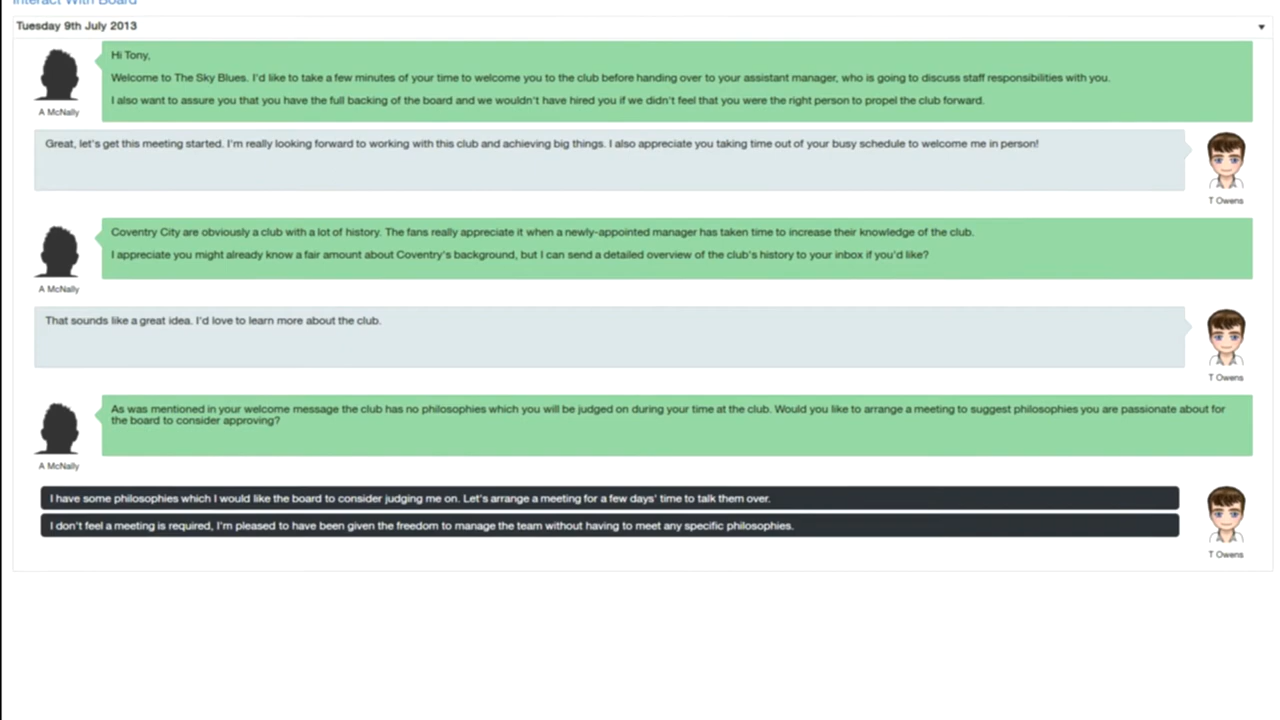 Interact With Board
Tuesday 9th July 2013
Hi Tony,
Welcome to The Sky Blues. I'd like to take a few minutes of your time to welcome you to the club before handing over to your assistant manager, who is going to discuss staff responsibilities with you.
I also want to assure you that you have the full backing of the board and we wouldn't have hired you if we didn't feel that you were the right person to propel the club forward.
A McNally
Great, let's get this meeting started. I'm really looking forward to working with this club and achieving big things. I also appreciate you taking time out of your busy schedule to welcome me in person!
T Owens
Coventry City are obviously a club with a lot of history. The fans really appreciate it when a newly-appointed manager has taken time to increase their knowledge of the club.
I appreciate you might already know a fair amount about Coventry's background, but I can send a detailed overview of the club's history to your inbox if you'd like?
A McNally
That sounds like a great idea. I'd love to learn more about the club.
T Owens
As was mentioned in your welcome message the club has no philosophies which you will be judged on during your time at the club. Would you like to arrange a meeting to suggest philosophies you are passionate about for
the board to consider approving?
A McNally
I have some philosophies which I would like the board to consider judging me on. Let's arrange a meeting for a few days' time to talk them over.
I don't feel a meeting is required, I'm pleased to have been given the freedom to manage the team without having to meet any specific philosophies.
T Owens